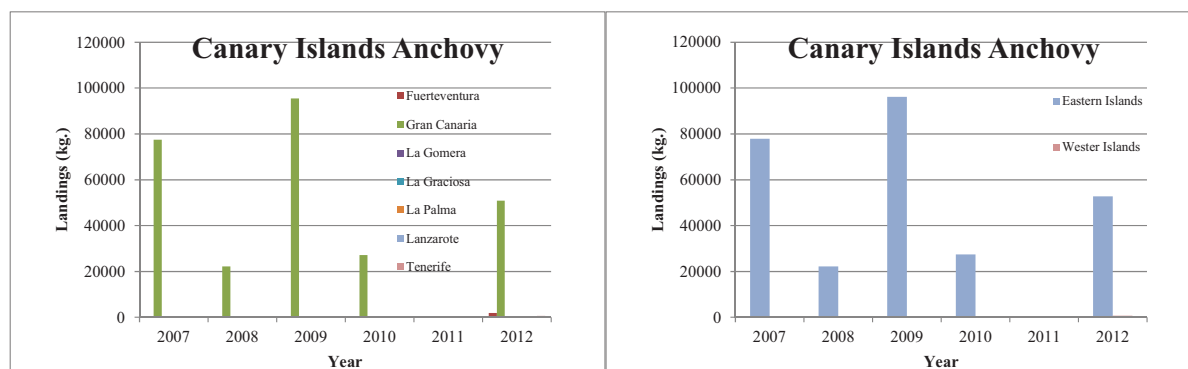 Canary Islands Anchovy
120000
100000
80000
60000
40000
20000
0
Landings (kg.)
Fuerteventura
Gran Canaria
La Gomera
La Graciosa
La Palma
Lanzarote
Tenerife
2007 2008 2009 2010 2011 2012
Year
Canary Islands Anchovy
120000
100000
80000
60000
40000
20000
0
Landings (kg.)
Eastern Islands
Wester Islands
2007 2008 2009 2010 2011 2012
Year